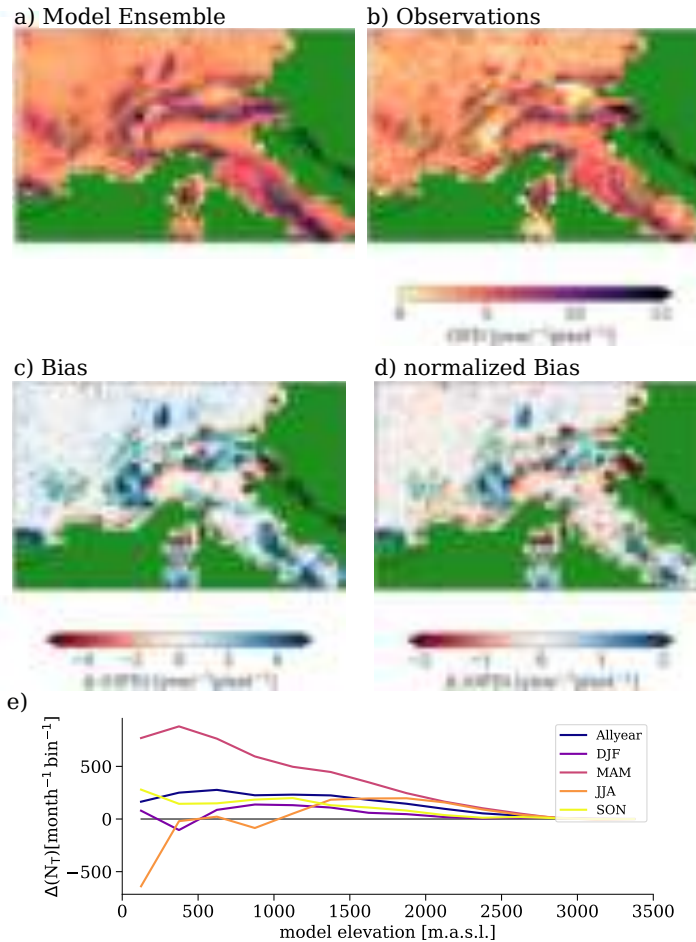 a) Model Ensemble
b) Observations
c) Bias
d) normalized Bias
e)
Δ(N_T)[month⁻¹ bin⁻¹]
500
0
−500
Allyear
DJF
MAM
JJA
SON
0 500 1000 1500 2000 2500 3000 3500
model elevation [m.a.s.l.]